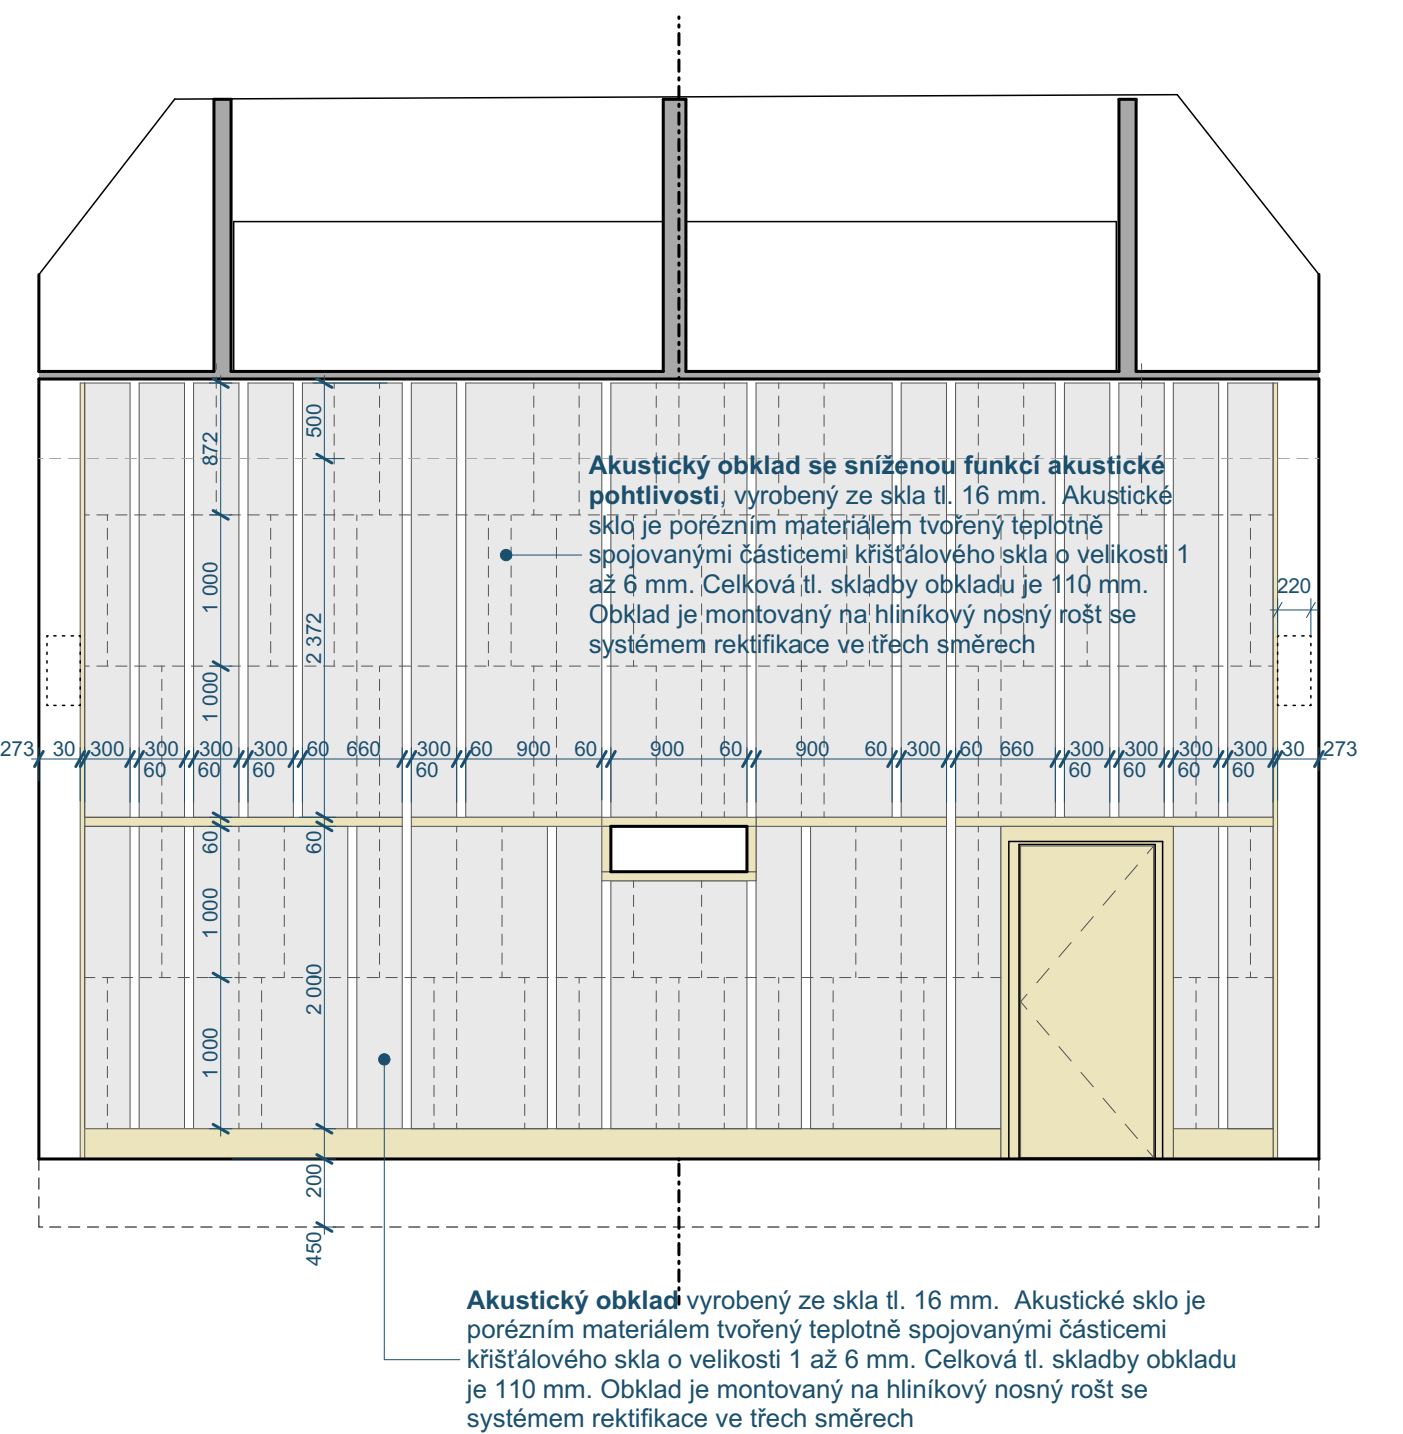 500
872
Akustický obklad se sníženou funkcí akustické
pohtlivosti, vyrobený ze skla tl. 16 mm.  Akustické
sklo je porézním materiálem tvořený teplotně
spojovanými částicemi křišťálového skla o velikosti 1
až 6 mm. Celková tl. skladby obkladu je 110 mm.
Obklad je montovaný na hliníkový nosný rošt se
systémem rektifikace ve třech směrech
1 000
220
2 372
1 000
273 30 300 300 300 300 60 660 300 60 900 60 900 60 900 60 300 60 660 300 300 300 300 30 273
60 60 60 60 60 60 60 60
60 60
1 000
2 000
1 000
200
450
Akustický obklad vyrobený ze skla tl. 16 mm.  Akustické sklo je
porézním materiálem tvořený teplotně spojovanými částicemi
křišťálového skla o velikosti 1 až 6 mm. Celková tl. skladby obkladu
je 110 mm. Obklad je montovaný na hliníkový nosný rošt se
systémem rektifikace ve třech směrech